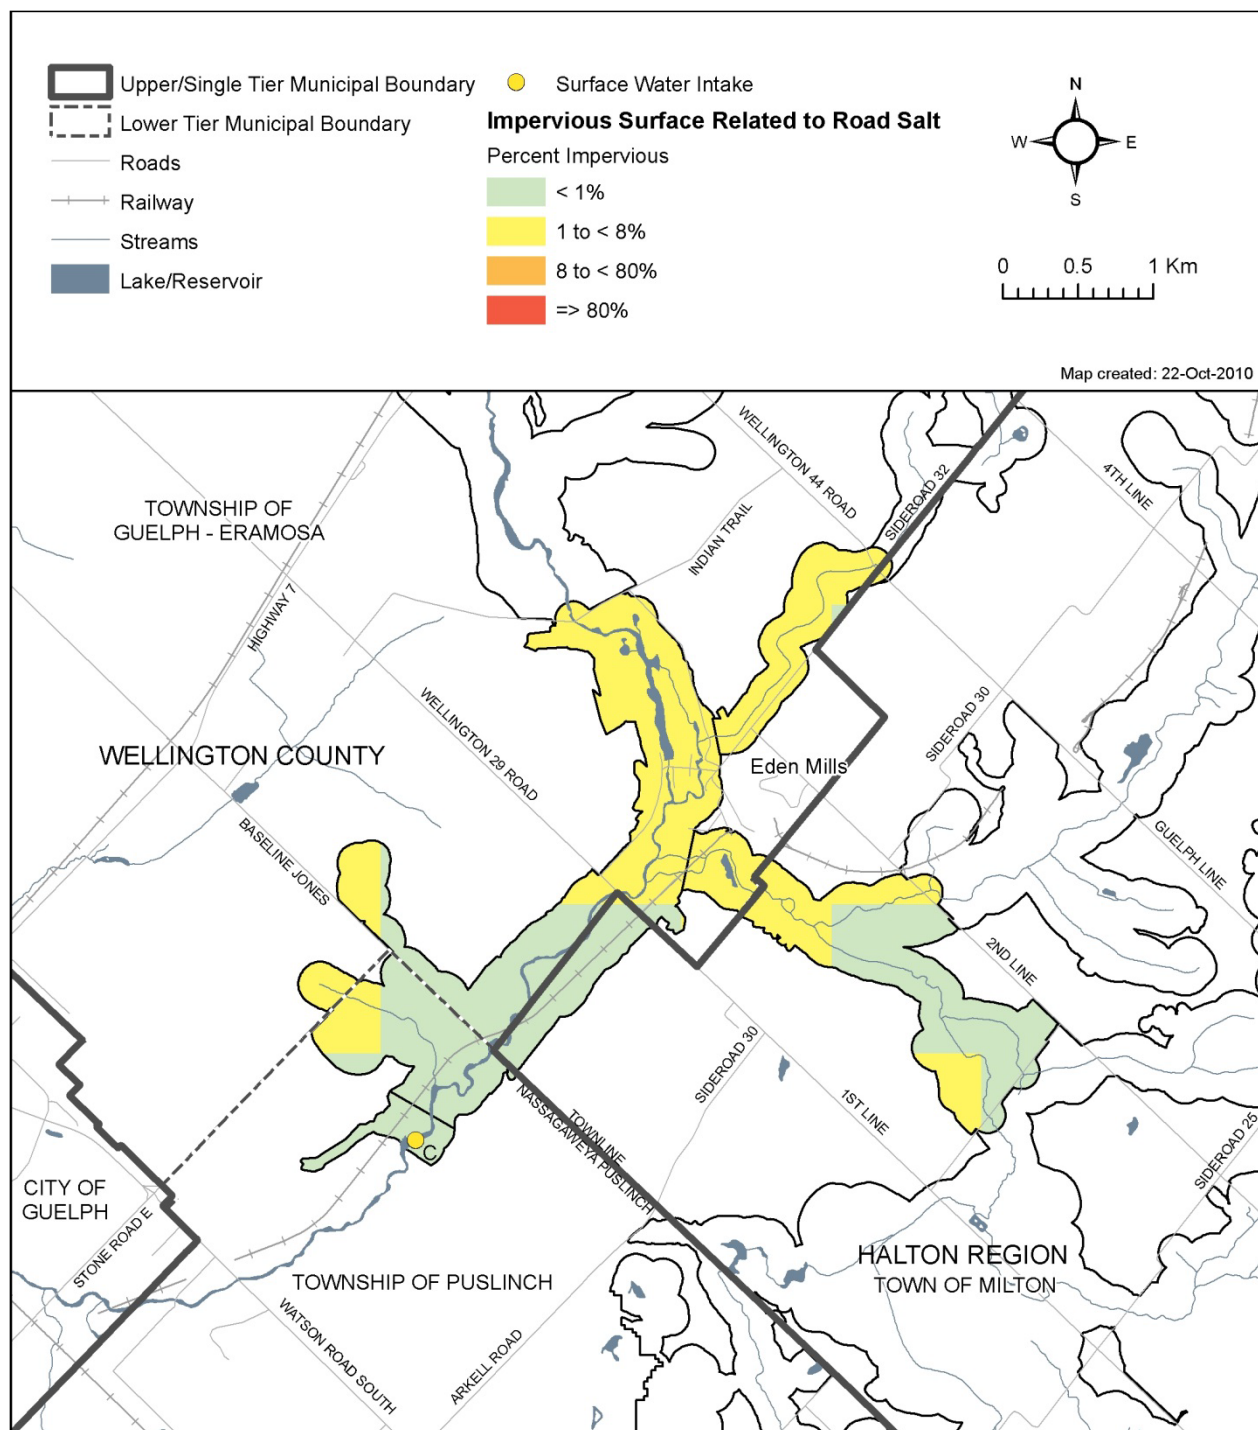 Upper/Single Tier Municipal Boundary
Lower Tier Municipal Boundary
Roads
Railway
Streams
Lake/Reservoir
Surface Water Intake
Impervious Surface Related to Road Salt
Percent Impervious
< 1%
1 to < 8%
8 to < 80%
=> 80%
N
W
E
S
0
0.5
1 Km
Map created: 22-Oct-2010
WELLINGTON 44 ROAD
SIDEROAD 32
4TH LINE
TOWNSHIP OF
GUELPH - ERAMOSA
INDIAN TRAIL
HIGHWAY 7
WELLINGTON 29 ROAD
SIDEROAD 30
WELLINGTON COUNTY
Eden Mills
BASELINE JONES
GUELPH LINE
2ND LINE
SIDEROAD 30
1ST LINE
TOWNLINE
NASSAGAWEYA PUSLINCH
SIDEROAD 25
C
CITY OF
GUELPH
STONE ROAD E
TOWNSHIP OF PUSLINCH
HALTON REGION
TOWN OF MILTON
WATSON ROAD SOUTH
ARKELL ROAD